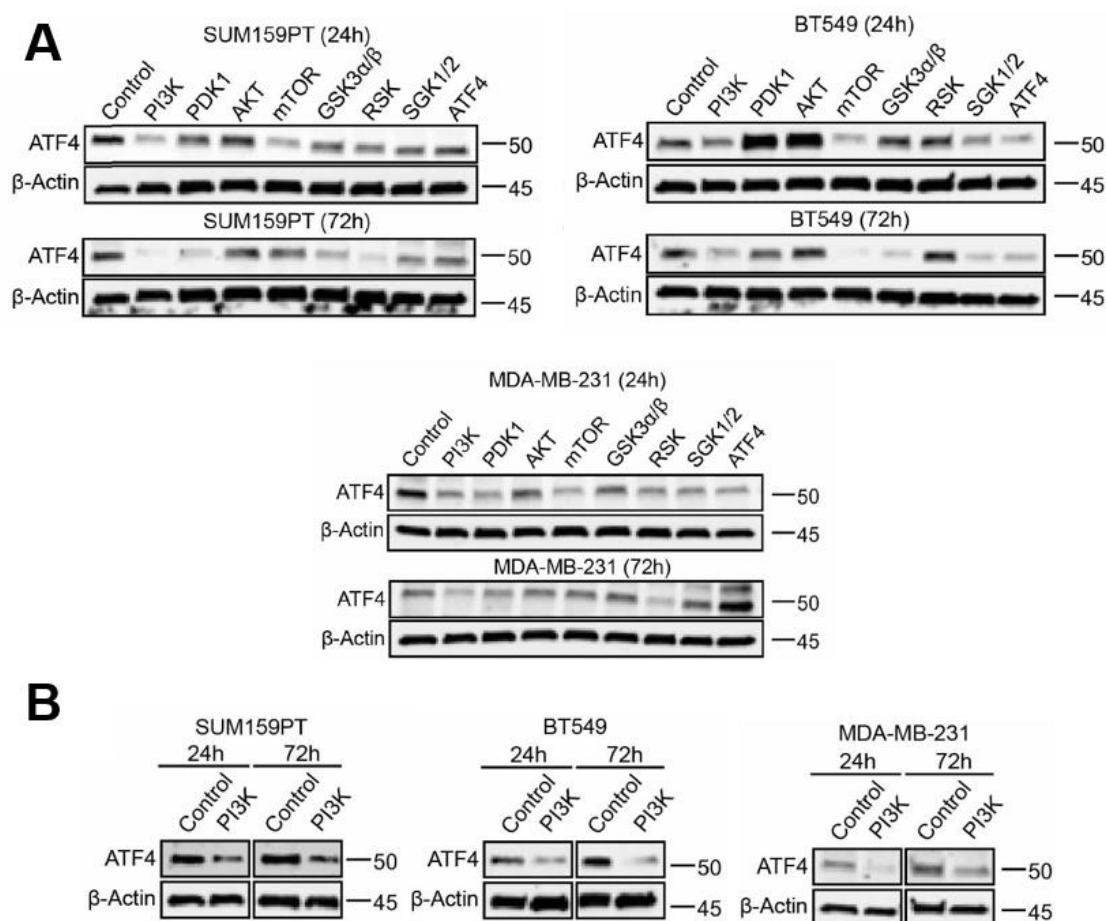 A
SUM159PT (24h)
Control PI3K PDK1 AKT mTOR GSK3α/β RSK SGK1/2 ATF4
ATF4 —50
β-Actin —45
SUM159PT (72h)
ATF4 —50
β-Actin —45
BT549 (24h)
Control PI3K PDK1 AKT mTOR GSK3α/β RSK SGK1/2 ATF4
ATF4 —50
β-Actin —45
BT549 (72h)
ATF4 —50
β-Actin —45
MDA-MB-231 (24h)
Control PI3K PDK1 AKT mTOR GSK3α/β RSK SGK1/2 ATF4
ATF4 —50
β-Actin —45
MDA-MB-231 (72h)
ATF4 —50
β-Actin —45
B
SUM159PT
24h 72h
Control PI3K Control PI3K
ATF4 —50
β-Actin —45
BT549
24h 72h
Control PI3K Control PI3K
ATF4 —50
β-Actin —45
MDA-MB-231
24h 72h
Control PI3K Control PI3K
ATF4 —50
β-Actin —45